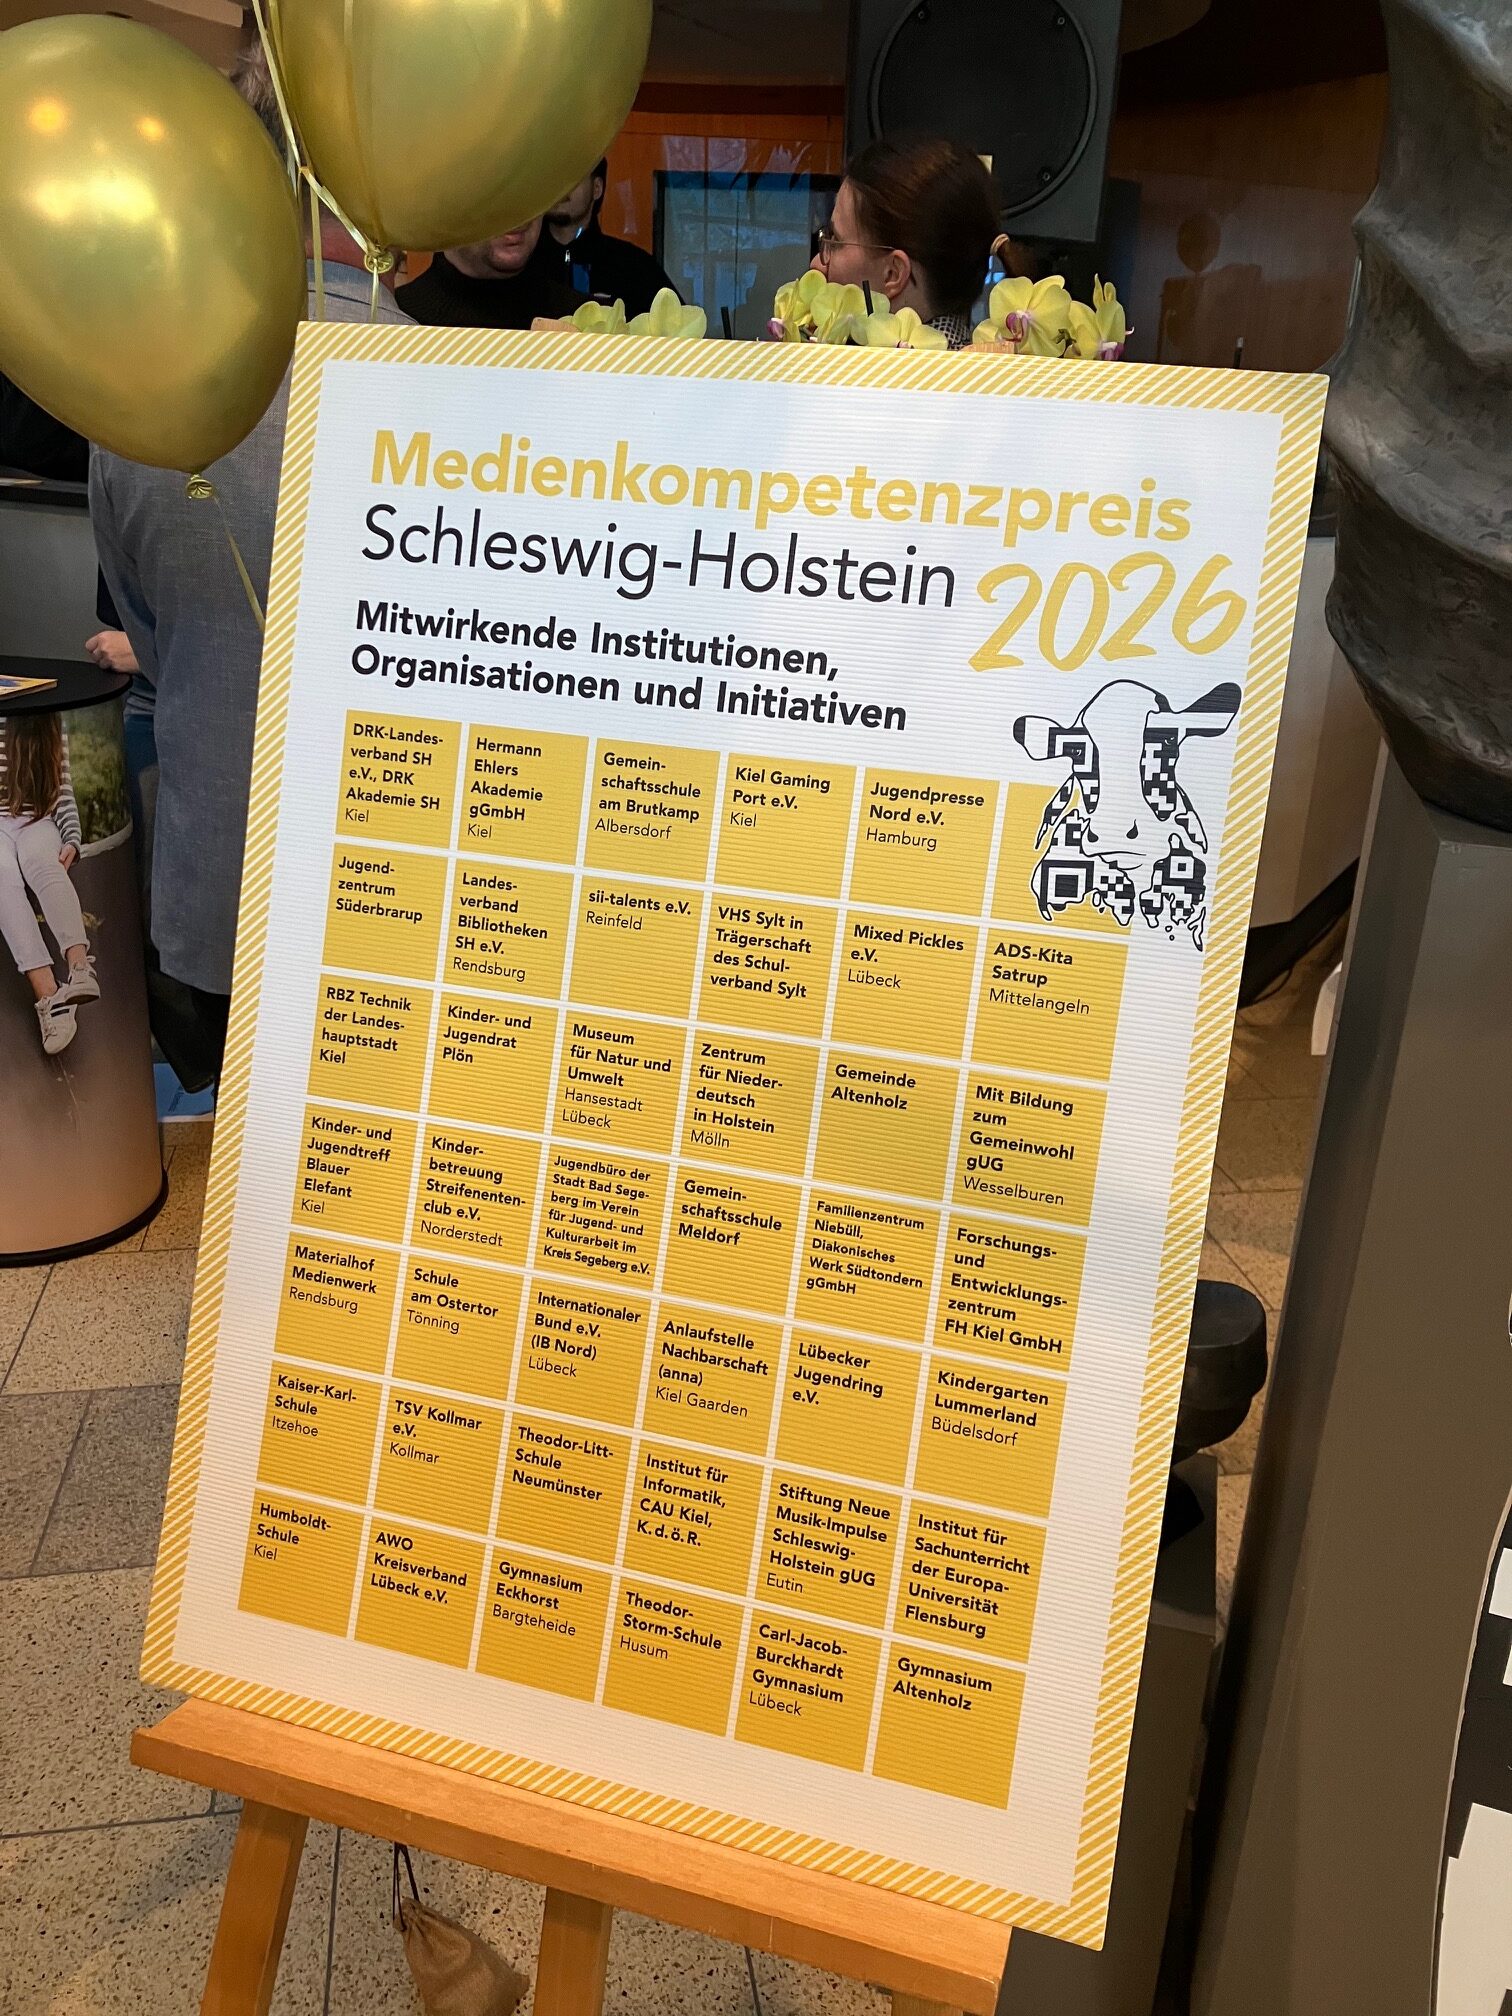 Medienkompetenzpreis
Schleswig-Holstein 2026
Mitwirkende Institutionen,
Organisationen und Initiativen
DRK-Landes-
verband SH
e.V., DRK
Akademie SH
Kiel
Hermann
Ehlers
Akademie
gGmbH
Kiel
Gemein-
schaftsschule
am Brutkamp
Albersdorf
Kiel Gaming
Port e.V.
Kiel
Jugendpresse
Nord e.V.
Hamburg
Jugend-
zentrum
Süderbrarup
Landes-
verband
Bibliotheken
SH e.V.
Rendsburg
sii-talents e.V.
Reinfeld
VHS Sylt in
Trägerschaft
des Schul-
verband Sylt
Mixed Pickles
e.V.
Lübeck
ADS-Kita
Satrup
Mittelangeln
RBZ Technik
der Landes-
hauptstadt
Kiel
Kinder- und
Jugendrat
Plön
Museum
für Natur und
Umwelt
Hansestadt
Lübeck
Zentrum
für Nieder-
deutsch
in Holstein
Mölln
Gemeinde
Altenholz
Mit Bildung
zum
Gemeinwohl
gUG
Wesselburen
Kinder- und
Jugendtreff
Blauer
Elefant
Kiel
Kinder-
betreuung
Streifenenten-
club e.V.
Norderstedt
Jugendbüro der
Stadt Bad Sege-
berg im Verein
für Jugend- und
Kulturarbeit im
Kreis Segeberg e.V.
Gemein-
schaftsschule
Meldorf
Familienzentrum
Niebüll,
Diakonisches
Werk Südtondern
gGmbH
Forschungs-
und
Entwicklungs-
zentrum
FH Kiel GmbH
Materialhof
Medienwerk
Rendsburg
Schule
am Ostertor
Tönning
Internationaler
Bund e.V.
(IB Nord)
Lübeck
Anlaufstelle
Nachbarschaft
(anna)
Kiel Gaarden
Lübecker
Jugendring
e.V.
Kindergarten
Lummerland
Büdelsdorf
Kaiser-Karl-
Schule
Itzehoe
TSV Kollmar
e.V.
Kollmar
Theodor-Litt-
Schule
Neumünster
Institut für
Informatik,
CAU Kiel,
K.d.ö.R.
Stiftung Neue
Musik-Impulse
Schleswig-
Holstein gUG
Eutin
Institut für
Sachunterricht
der Europa-
Universität
Flensburg
Humboldt-
Schule
Kiel
AWO
Kreisverband
Lübeck e.V.
Gymnasium
Eckhorst
Bargteheide
Theodor-
Storm-Schule
Husum
Carl-Jacob-
Burckhardt
Gymnasium
Lübeck
Gymnasium
Altenholz